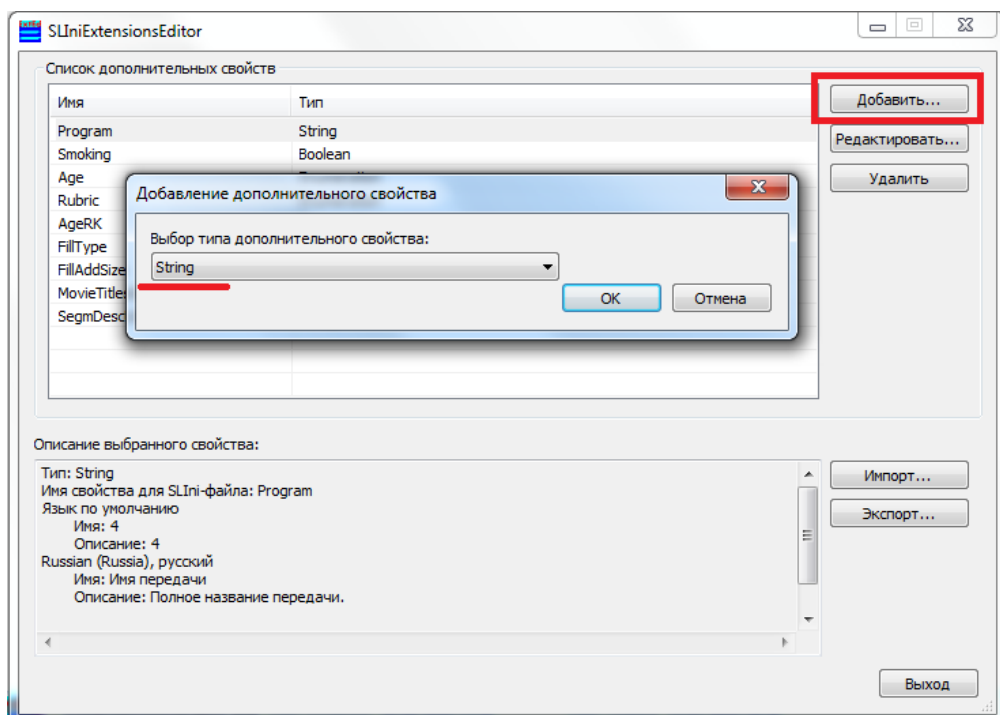 SLIniExtensionsEditor
Список дополнительных свойств
Имя Тип
Добавить...
Program String
Редактировать...
Smoking Boolean
Age
Удалить
Rubric
AgeRK
FillType
FillAddSize
MovieTitle
SegmDesc
Добавление дополнительного свойства
Выбор типа дополнительного свойства:
String
OK Отмена
Описание выбранного свойства:
Тип: String
Имя свойства для SLIni-файла: Program
Язык по умолчанию
Имя: 4
Описание: 4
Russian (Russia), русский
Имя: Имя передачи
Описание: Полное название передачи.
Импорт...
Экспорт...
Выход